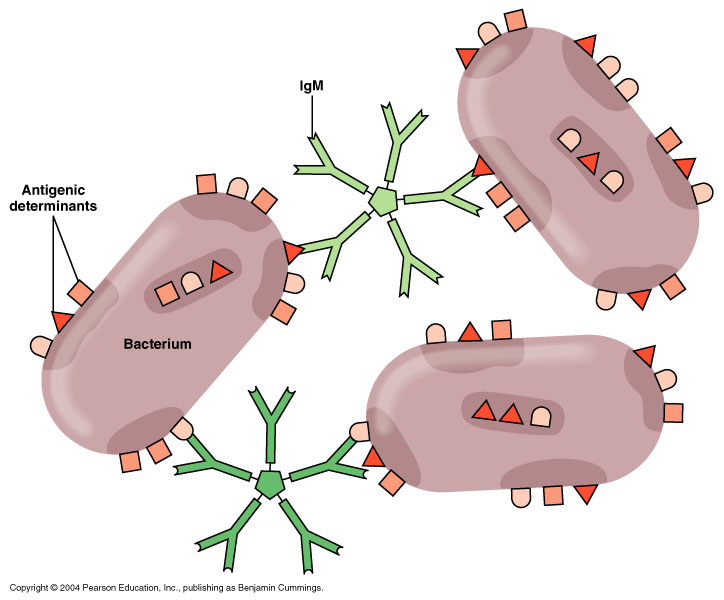 IgM
Antigenic
determinants
Bacterium
Copyright © 2004 Pearson Education, Inc., publishing as Benjamin Cummings.